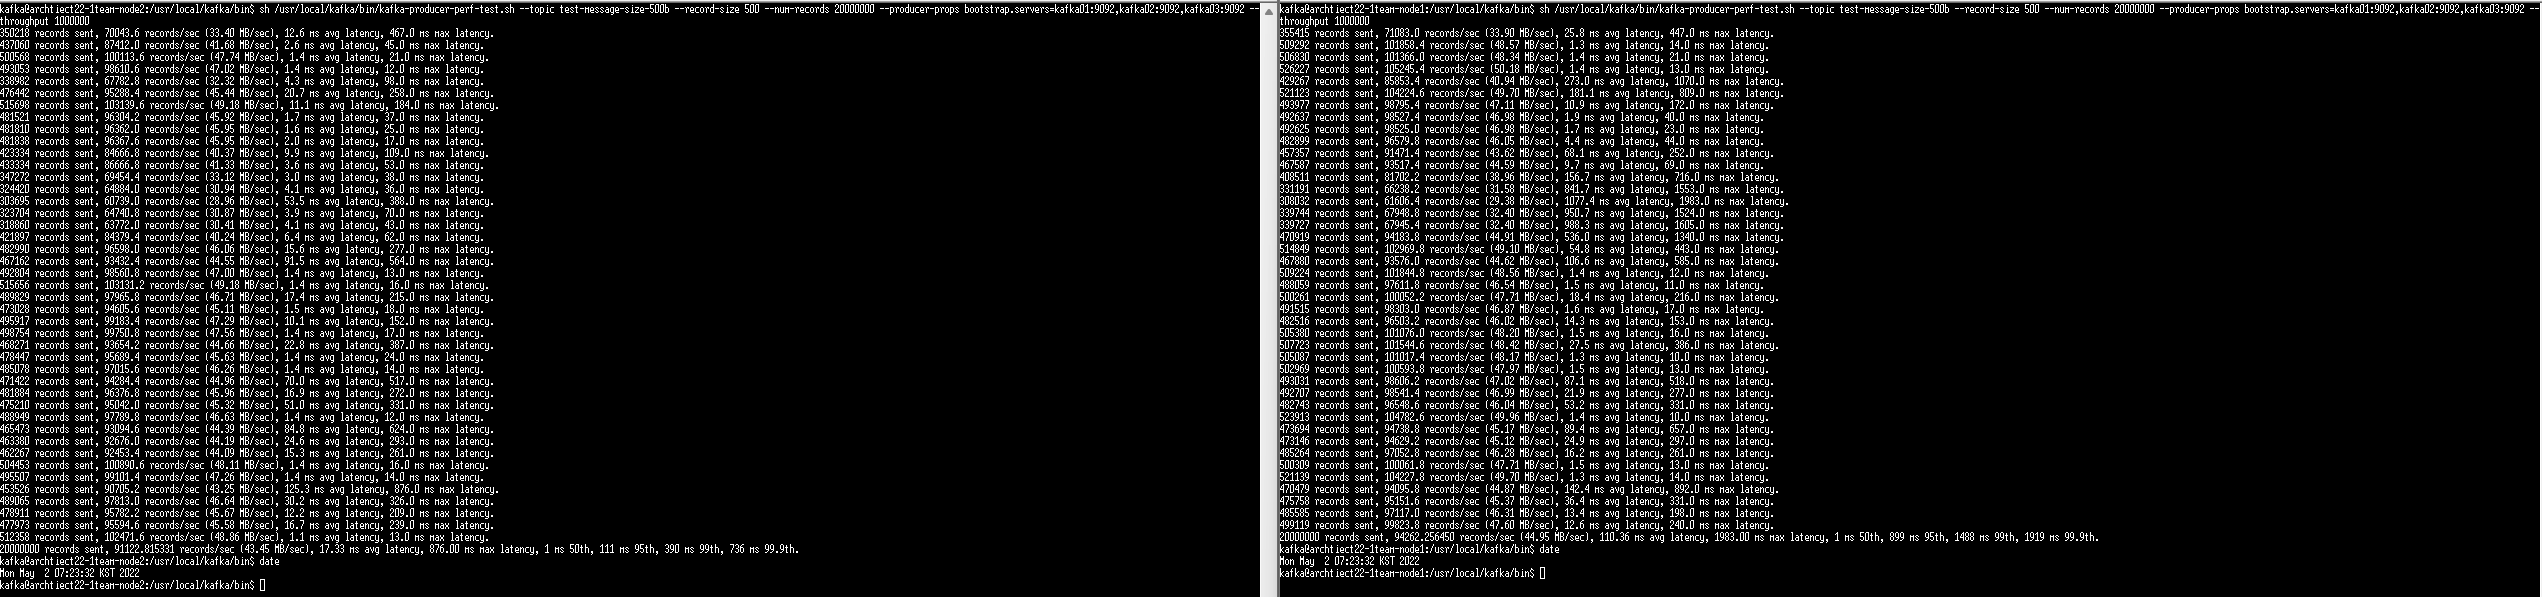 kafka@archtiect22-1team-node2:/usr/local/kafka/bin$ sh /usr/local/kafka/bin/kafka-producer-perf-test.sh --topic test-message-size-500b --record-size 500 --num-records 20000000 --producer-props bootstrap.servers=kafka01:9092,kafka02:9092,kafka03:9092 --
throughput 1000000
350218 records sent, 70043.6 records/sec (33.40 MB/sec), 12.6 ms avg latency, 467.0 ms max latency.
437060 records sent, 87412.0 records/sec (41.68 MB/sec), 2.6 ms avg latency, 45.0 ms max latency.
500568 records sent, 100113.6 records/sec (47.74 MB/sec), 1.4 ms avg latency, 21.0 ms max latency.
493053 records sent, 98610.6 records/sec (47.02 MB/sec), 1.4 ms avg latency, 12.0 ms max latency.
338982 records sent, 67782.8 records/sec (32.32 MB/sec), 4.3 ms avg latency, 98.0 ms max latency.
476442 records sent, 95288.4 records/sec (45.44 MB/sec), 20.7 ms avg latency, 258.0 ms max latency.
515698 records sent, 103139.6 records/sec (49.18 MB/sec), 11.1 ms avg latency, 184.0 ms max latency.
481521 records sent, 96304.2 records/sec (45.92 MB/sec), 1.7 ms avg latency, 37.0 ms max latency.
481810 records sent, 96362.0 records/sec (45.95 MB/sec), 1.6 ms avg latency, 25.0 ms max latency.
481838 records sent, 96367.6 records/sec (45.95 MB/sec), 2.0 ms avg latency, 17.0 ms max latency.
423334 records sent, 84666.8 records/sec (40.37 MB/sec), 9.9 ms avg latency, 109.0 ms max latency.
433334 records sent, 86666.8 records/sec (41.33 MB/sec), 3.6 ms avg latency, 53.0 ms max latency.
347272 records sent, 69454.4 records/sec (33.12 MB/sec), 3.0 ms avg latency, 38.0 ms max latency.
324420 records sent, 64884.0 records/sec (30.94 MB/sec), 4.1 ms avg latency, 36.0 ms max latency.
303695 records sent, 60739.0 records/sec (28.96 MB/sec), 53.5 ms avg latency, 388.0 ms max latency.
323704 records sent, 64740.8 records/sec (30.87 MB/sec), 3.9 ms avg latency, 70.0 ms max latency.
318860 records sent, 63772.0 records/sec (30.41 MB/sec), 4.1 ms avg latency, 43.0 ms max latency.
421897 records sent, 84379.4 records/sec (40.24 MB/sec), 6.4 ms avg latency, 62.0 ms max latency.
482990 records sent, 96598.0 records/sec (46.06 MB/sec), 15.6 ms avg latency, 277.0 ms max latency.
467162 records sent, 93432.4 records/sec (44.55 MB/sec), 91.5 ms avg latency, 564.0 ms max latency.
492804 records sent, 98560.8 records/sec (47.00 MB/sec), 1.4 ms avg latency, 13.0 ms max latency.
515656 records sent, 103131.2 records/sec (49.18 MB/sec), 1.4 ms avg latency, 16.0 ms max latency.
489829 records sent, 97965.8 records/sec (46.71 MB/sec), 17.4 ms avg latency, 215.0 ms max latency.
473028 records sent, 94605.6 records/sec (45.11 MB/sec), 1.5 ms avg latency, 18.0 ms max latency.
495917 records sent, 99183.4 records/sec (47.29 MB/sec), 10.1 ms avg latency, 152.0 ms max latency.
498754 records sent, 99750.8 records/sec (47.56 MB/sec), 1.4 ms avg latency, 17.0 ms max latency.
468271 records sent, 93654.2 records/sec (44.66 MB/sec), 22.8 ms avg latency, 387.0 ms max latency.
478447 records sent, 95689.4 records/sec (45.63 MB/sec), 1.4 ms avg latency, 24.0 ms max latency.
485078 records sent, 97015.6 records/sec (46.26 MB/sec), 1.4 ms avg latency, 14.0 ms max latency.
471422 records sent, 94284.4 records/sec (44.96 MB/sec), 70.0 ms avg latency, 517.0 ms max latency.
481884 records sent, 96376.8 records/sec (45.96 MB/sec), 16.9 ms avg latency, 272.0 ms max latency.
475210 records sent, 95042.0 records/sec (45.32 MB/sec), 51.0 ms avg latency, 331.0 ms max latency.
488949 records sent, 97789.8 records/sec (46.63 MB/sec), 1.4 ms avg latency, 12.0 ms max latency.
465473 records sent, 93094.6 records/sec (44.39 MB/sec), 84.8 ms avg latency, 624.0 ms max latency.
463380 records sent, 92676.0 records/sec (44.19 MB/sec), 24.6 ms avg latency, 293.0 ms max latency.
462267 records sent, 92453.4 records/sec (44.09 MB/sec), 15.3 ms avg latency, 261.0 ms max latency.
504453 records sent, 100890.6 records/sec (48.11 MB/sec), 1.4 ms avg latency, 16.0 ms max latency.
495507 records sent, 99101.4 records/sec (47.26 MB/sec), 1.4 ms avg latency, 14.0 ms max latency.
453526 records sent, 90705.2 records/sec (43.25 MB/sec), 125.3 ms avg latency, 876.0 ms max latency.
489065 records sent, 97813.0 records/sec (46.64 MB/sec), 30.2 ms avg latency, 326.0 ms max latency.
478911 records sent, 95782.2 records/sec (45.67 MB/sec), 12.2 ms avg latency, 209.0 ms max latency.
477973 records sent, 95594.6 records/sec (45.58 MB/sec), 16.7 ms avg latency, 239.0 ms max latency.
512358 records sent, 102471.6 records/sec (48.86 MB/sec), 1.1 ms avg latency, 13.0 ms max latency.
20000000 records sent, 91122.815331 records/sec (43.45 MB/sec), 17.33 ms avg latency, 876.00 ms max latency, 1 ms 50th, 111 ms 95th, 390 ms 99th, 736 ms 99.9th.
kafka@archtiect22-1team-node2:/usr/local/kafka/bin$ date
Mon May  2 07:23:32 KST 2022
kafka@archtiect22-1team-node2:/usr/local/kafka/bin$
kafka@archtiect22-1team-node1:/usr/local/kafka/bin$ sh /usr/local/kafka/bin/kafka-producer-perf-test.sh --topic test-message-size-500b --record-size 500 --num-records 20000000 --producer-props bootstrap.servers=kafka01:9092,kafka02:9092,kafka03:9092 --
throughput 1000000
355415 records sent, 71083.0 records/sec (33.90 MB/sec), 25.8 ms avg latency, 447.0 ms max latency.
509292 records sent, 101858.4 records/sec (48.57 MB/sec), 1.3 ms avg latency, 14.0 ms max latency.
506830 records sent, 101366.0 records/sec (48.34 MB/sec), 1.4 ms avg latency, 21.0 ms max latency.
526227 records sent, 105245.4 records/sec (50.18 MB/sec), 1.4 ms avg latency, 13.0 ms max latency.
429267 records sent, 85853.4 records/sec (40.94 MB/sec), 273.0 ms avg latency, 1070.0 ms max latency.
521123 records sent, 104224.6 records/sec (49.70 MB/sec), 181.1 ms avg latency, 809.0 ms max latency.
493977 records sent, 98795.4 records/sec (47.11 MB/sec), 10.9 ms avg latency, 172.0 ms max latency.
492637 records sent, 98527.4 records/sec (46.98 MB/sec), 1.9 ms avg latency, 40.0 ms max latency.
492625 records sent, 98525.0 records/sec (46.98 MB/sec), 1.7 ms avg latency, 23.0 ms max latency.
482899 records sent, 96579.8 records/sec (46.05 MB/sec), 4.4 ms avg latency, 44.0 ms max latency.
457357 records sent, 91471.4 records/sec (43.62 MB/sec), 68.1 ms avg latency, 252.0 ms max latency.
467587 records sent, 93517.4 records/sec (44.59 MB/sec), 9.7 ms avg latency, 69.0 ms max latency.
408511 records sent, 81702.2 records/sec (38.96 MB/sec), 156.7 ms avg latency, 716.0 ms max latency.
331191 records sent, 66238.2 records/sec (31.58 MB/sec), 841.7 ms avg latency, 1553.0 ms max latency.
308032 records sent, 61606.4 records/sec (29.38 MB/sec), 1077.4 ms avg latency, 1983.0 ms max latency.
339744 records sent, 67948.8 records/sec (32.40 MB/sec), 950.7 ms avg latency, 1524.0 ms max latency.
339727 records sent, 67945.4 records/sec (32.40 MB/sec), 988.3 ms avg latency, 1605.0 ms max latency.
470919 records sent, 94183.8 records/sec (44.91 MB/sec), 536.0 ms avg latency, 1340.0 ms max latency.
514849 records sent, 102969.8 records/sec (49.10 MB/sec), 54.8 ms avg latency, 443.0 ms max latency.
467880 records sent, 93576.0 records/sec (44.62 MB/sec), 106.6 ms avg latency, 585.0 ms max latency.
509224 records sent, 101844.8 records/sec (48.56 MB/sec), 1.4 ms avg latency, 12.0 ms max latency.
488059 records sent, 97611.8 records/sec (46.54 MB/sec), 1.5 ms avg latency, 11.0 ms max latency.
500261 records sent, 100052.2 records/sec (47.71 MB/sec), 18.4 ms avg latency, 216.0 ms max latency.
491515 records sent, 98303.0 records/sec (46.87 MB/sec), 1.6 ms avg latency, 17.0 ms max latency.
482516 records sent, 96503.2 records/sec (46.02 MB/sec), 14.3 ms avg latency, 153.0 ms max latency.
505380 records sent, 101076.0 records/sec (48.20 MB/sec), 1.5 ms avg latency, 16.0 ms max latency.
507723 records sent, 101544.6 records/sec (48.42 MB/sec), 27.5 ms avg latency, 386.0 ms max latency.
505087 records sent, 101017.4 records/sec (48.17 MB/sec), 1.3 ms avg latency, 10.0 ms max latency.
502969 records sent, 100593.8 records/sec (47.97 MB/sec), 1.5 ms avg latency, 13.0 ms max latency.
493031 records sent, 98606.2 records/sec (47.02 MB/sec), 87.1 ms avg latency, 518.0 ms max latency.
492707 records sent, 98541.4 records/sec (46.99 MB/sec), 21.9 ms avg latency, 277.0 ms max latency.
482743 records sent, 96548.6 records/sec (46.04 MB/sec), 53.2 ms avg latency, 331.0 ms max latency.
523913 records sent, 104782.6 records/sec (49.96 MB/sec), 1.4 ms avg latency, 10.0 ms max latency.
473694 records sent, 94738.8 records/sec (45.17 MB/sec), 89.4 ms avg latency, 657.0 ms max latency.
473146 records sent, 94629.2 records/sec (45.12 MB/sec), 24.9 ms avg latency, 297.0 ms max latency.
485264 records sent, 97052.8 records/sec (46.28 MB/sec), 16.2 ms avg latency, 261.0 ms max latency.
500309 records sent, 100061.8 records/sec (47.71 MB/sec), 1.5 ms avg latency, 13.0 ms max latency.
521139 records sent, 104227.8 records/sec (49.70 MB/sec), 1.3 ms avg latency, 14.0 ms max latency.
470479 records sent, 94095.8 records/sec (44.87 MB/sec), 142.4 ms avg latency, 892.0 ms max latency.
475758 records sent, 95151.6 records/sec (45.37 MB/sec), 36.4 ms avg latency, 331.0 ms max latency.
485585 records sent, 97117.0 records/sec (46.31 MB/sec), 13.4 ms avg latency, 198.0 ms max latency.
499119 records sent, 99823.8 records/sec (47.60 MB/sec), 12.6 ms avg latency, 240.0 ms max latency.
20000000 records sent, 94262.256450 records/sec (44.95 MB/sec), 110.36 ms avg latency, 1983.00 ms max latency, 1 ms 50th, 899 ms 95th, 1488 ms 99th, 1919 ms 99.9th.
kafka@archtiect22-1team-node1:/usr/local/kafka/bin$ date
Mon May  2 07:23:32 KST 2022
kafka@archtiect22-1team-node1:/usr/local/kafka/bin$